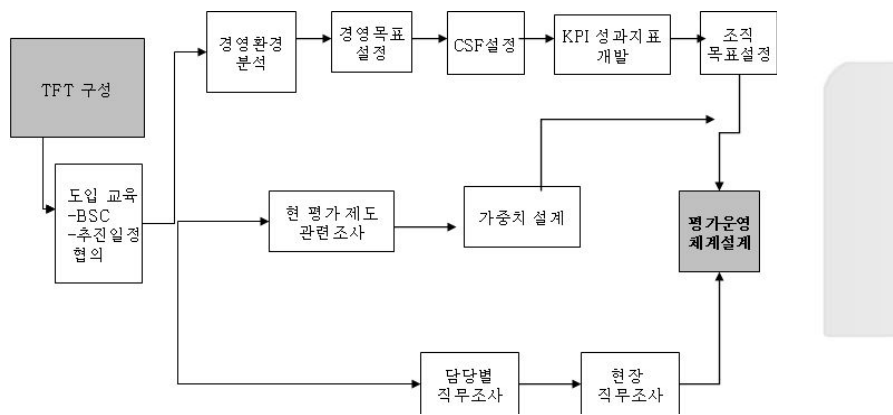 TFT 구성
도입 교육
-BSC
-추진일정
협의
경영환경
분석
경영목표
설정
CSF설정
KPI 성과지표
개발
조직
목표설정
현 평가 제도
관련조사
가중치 설계
평가운영
체계설계
담당별
직무조사
현장
직무조사